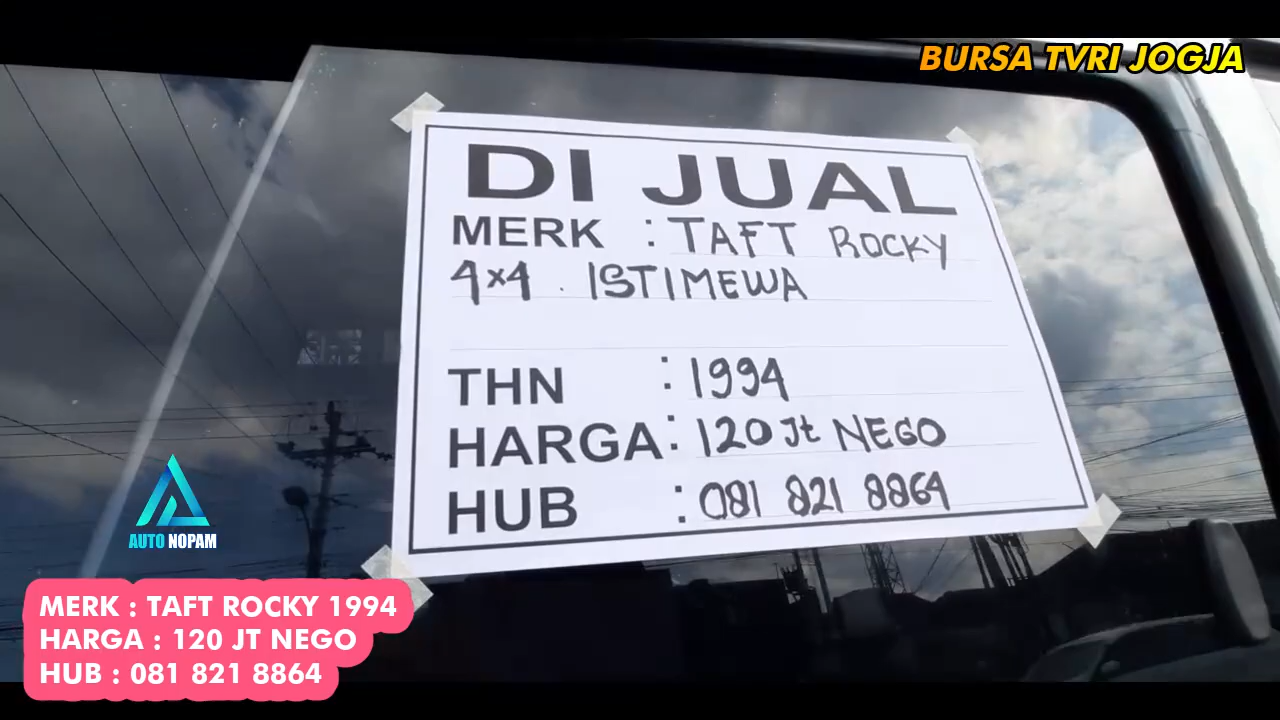 BURSA TVRI JOGJA
DI JUAL
MERK : TAFT ROCKY
4x4 . ISTIMEWA
THN : 1994
HARGA : 120 Jt NEGO
HUB : 081 821 8864
AUTO NOPAM
MERK : TAFT ROCKY 1994
HARGA : 120 JT NEGO
HUB : 081 821 8864